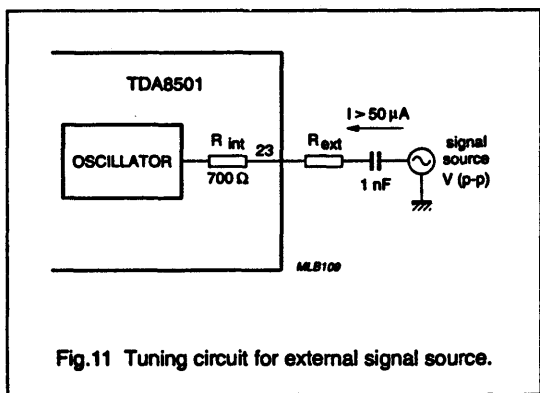 TDA8501
I > 50 μA
OSCILLATOR
R int
23
R ext
signal
source
V (p-p)
700 Ω
1 nF
MLB109
Fig.11 Tuning circuit for external signal source.